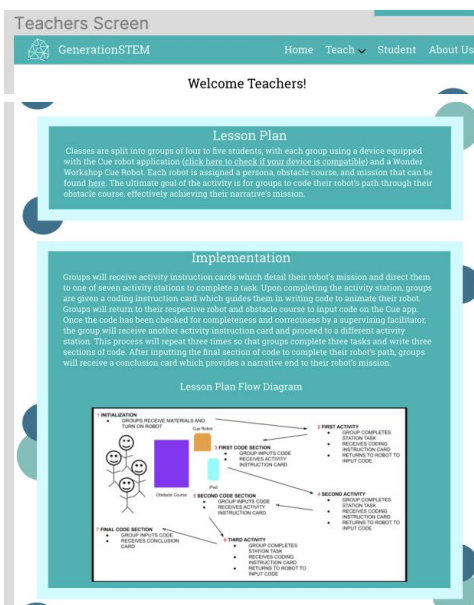 Teachers Screen
GenerationSTEM
Home Teach Student About Us
Welcome Teachers!
Lesson Plan
Classes are split into groups of four to five students, with each group using a device equipped
with the Cue robot application (click here to check if your device is compatible) and a Wonder
Workshop Cue Robot. Each robot is assigned a persona, obstacle course, and mission that can be
found here. The ultimate goal of the activity is for groups to code their robot's path through their
obstacle course, effectively achieving their narrative's mission.
Implementation
Groups will receive activity instruction cards which detail their robot's mission and direct them
to one of seven activity stations to complete a task. Upon completing the activity station, groups
are given a coding instruction card which guides them in writing code to animate their robot.
Groups will return to their respective robot and obstacle course to input code on the Cue app.
Once the code has been checked for completeness and correctness by a supervising facilitator,
the group will receive another activity instruction card and proceed to a different activity
station. This process will repeat three times so that groups complete three tasks and write three
sections of code. After inputting the final section of code to complete their robot's path, groups
will receive a conclusion card which provides a narrative end to their robot's mission.
Lesson Plan Flow Diagram
1 INITIALIZATION
• GROUPS RECEIVE MATERIALS AND
TURN ON ROBOT
Cue Robot
2 FIRST ACTIVITY
• GROUP COMPLETES
STATION TASK
• RECEIVES CODING
INSTRUCTION CARD
• RETURNS TO ROBOT TO
INPUT CODE
3 FIRST CODE SECTION
• GROUP INPUTS CODE
• RECEIVES ACTIVITY
INSTRUCTION CARD
iPad
Obstacle Course
4 SECOND ACTIVITY
• GROUP COMPLETES
STATION TASK
• RECEIVES CODING
INSTRUCTION CARD
• RETURNS TO ROBOT TO
INPUT CODE
5 SECOND CODE SECTION
• GROUP INPUTS CODE
• RECEIVES ACTIVITY
INSTRUCTION CARD
7 FINAL CODE SECTION
• GROUP INPUTS CODE
• RECEIVES CONCLUSION
CARD
6 THIRD ACTIVITY
• GROUP COMPLETES
STATION TASK
• RECEIVES CODING
INSTRUCTION CARD
• RETURNS TO ROBOT TO
INPUT CODE